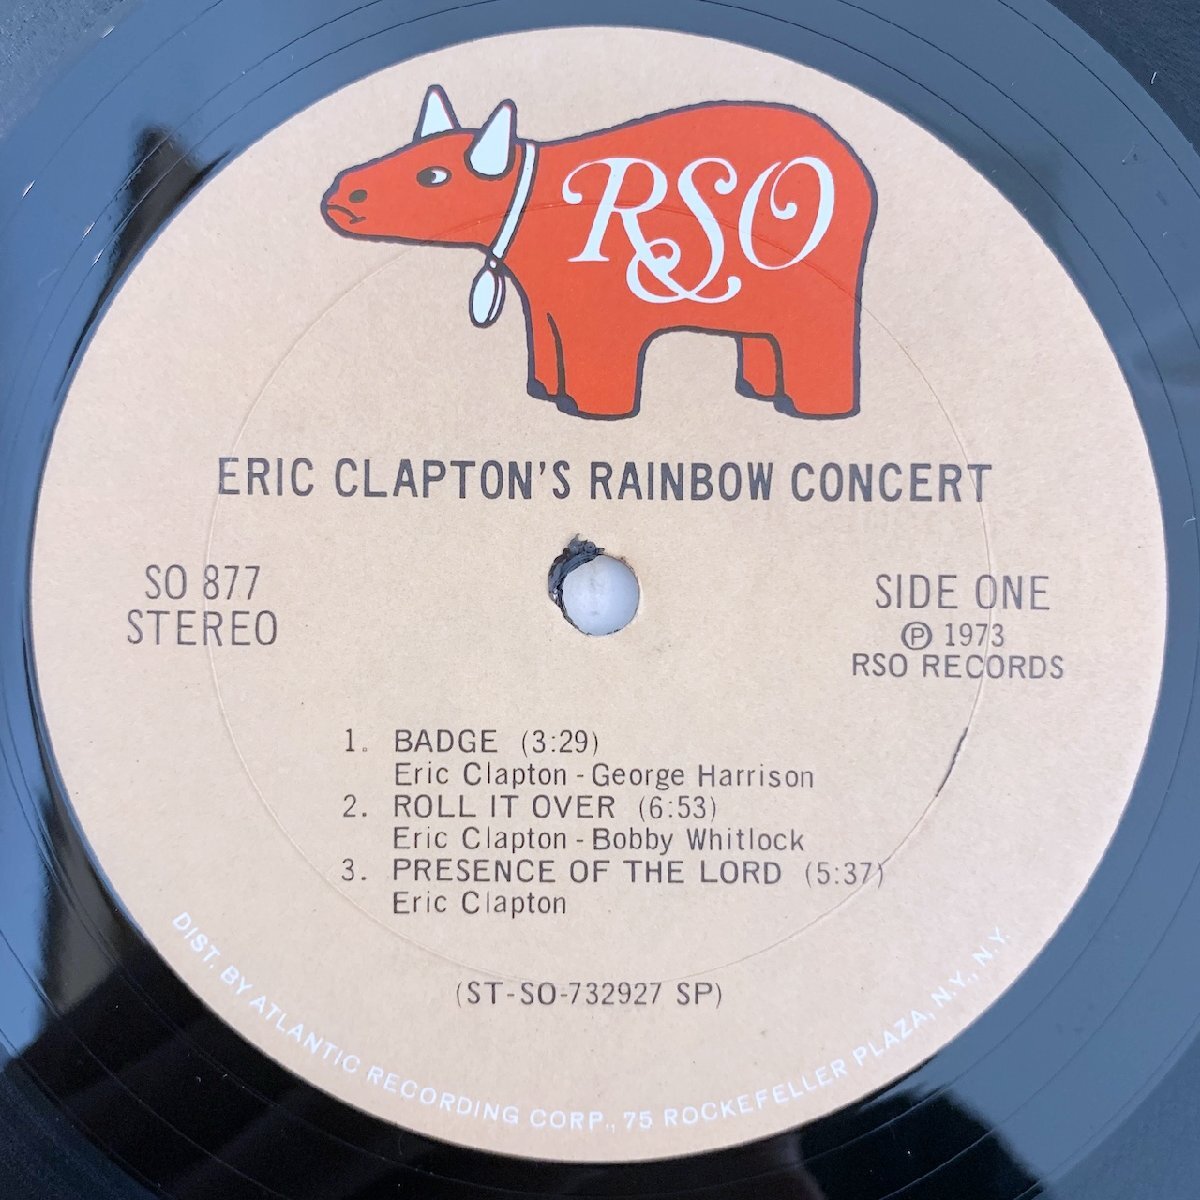 RSO
ERIC CLAPTON'S RAINBOW CONCERT
SO 877
STEREO
SIDE ONE
Ⓟ 1973
RSO RECORDS
1. BADGE (3:29)
Eric Clapton - George Harrison
2. ROLL IT OVER (6:53)
Eric Clapton - Bobby Whitlock
3. PRESENCE OF THE LORD (5:37)
Eric Clapton
(ST-SO-732927 SP)
DIST. BY ATLANTIC RECORDING CORP., 75 ROCKEFELLER PLAZA, N.Y., N.Y.